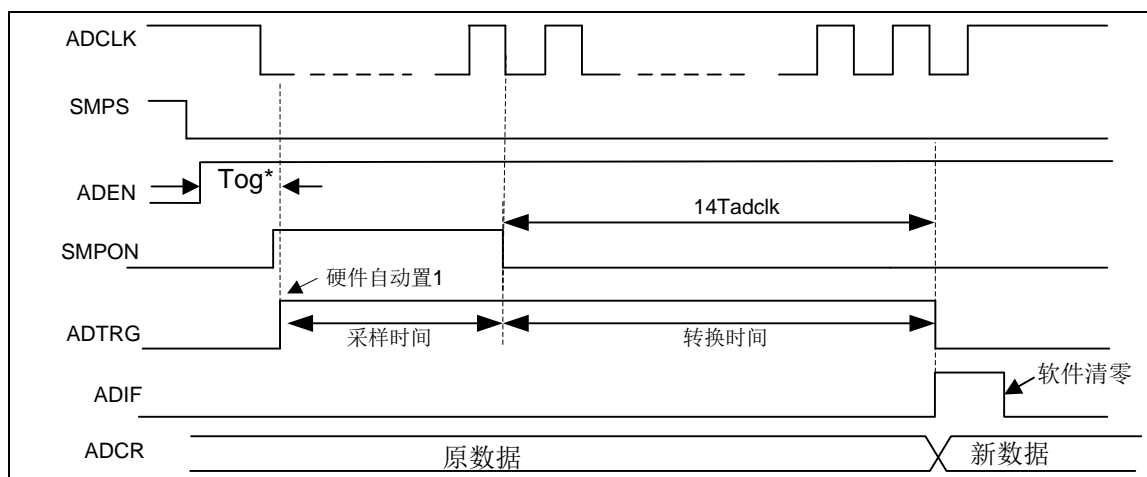 ADCLK
SMPS
ADEN
Tog*
14Tadclk
SMPON
硬件自动置1
ADTRG
采样时间
转换时间
ADIF
软件清零
ADCR
原数据
新数据